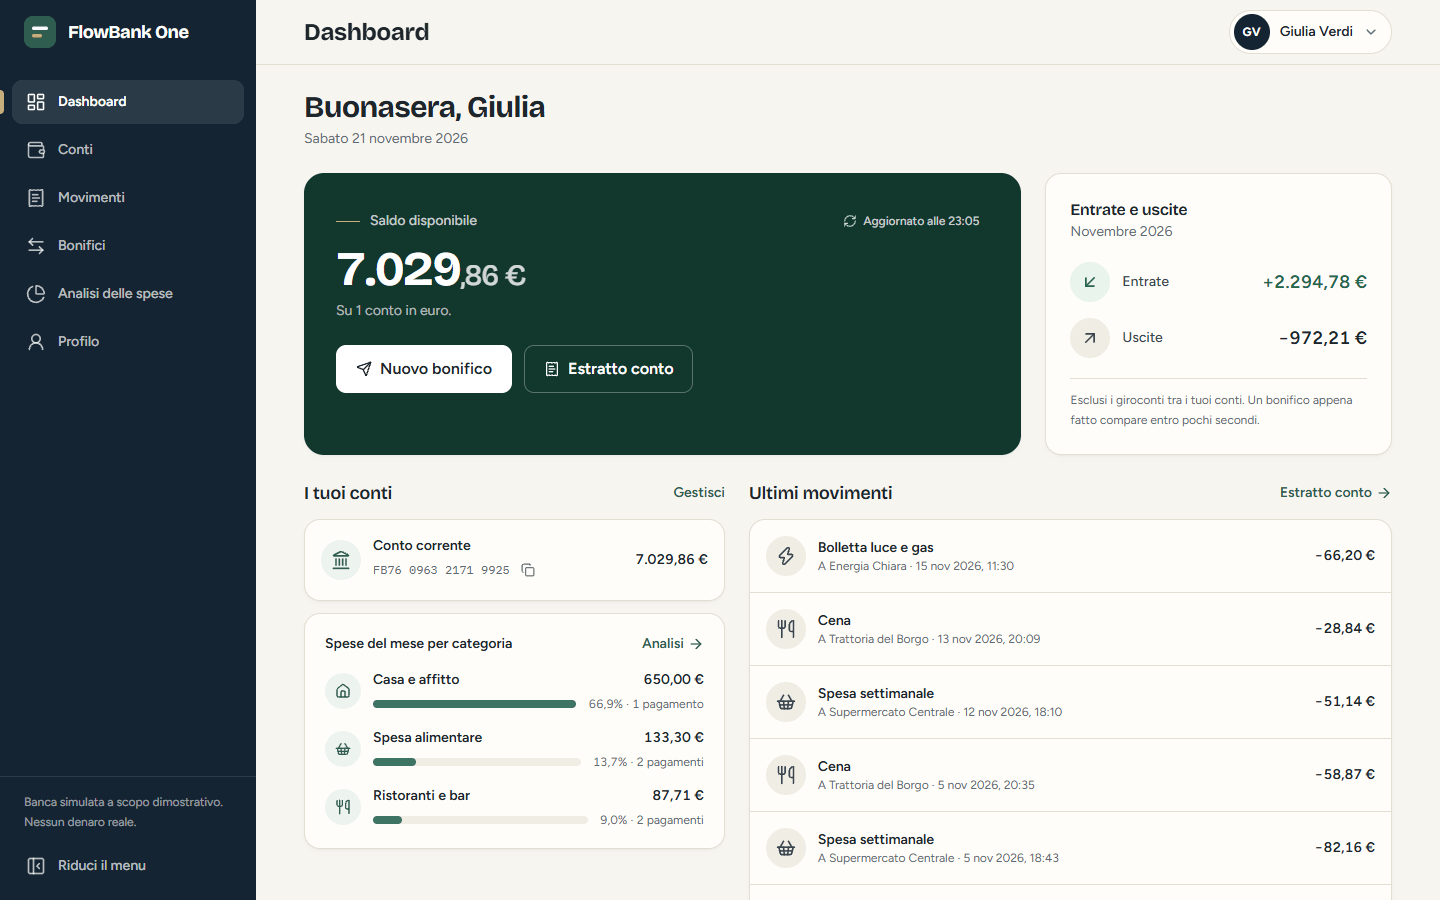 FlowBank One
Dashboard
Conti
Movimenti
Bonifici
Analisi delle spese
Profilo
Banca simulata a scopo dimostrativo.
Nessun denaro reale.
Riduci il menu
Dashboard
GV Giulia Verdi
Buonasera, Giulia
Sabato 21 novembre 2026
Saldo disponibile
Aggiornato alle 23:05
7.029,86 €
Su 1 conto in euro.
Nuovo bonifico
Estratto conto
Entrate e uscite
Novembre 2026
Entrate +2.294,78 €
Uscite -972,21 €
Esclusi i giroconti tra i tuoi conti. Un bonifico appena
fatto compare entro pochi secondi.
I tuoi conti
Gestisci
Conto corrente
FB76 0963 2171 9925
7.029,86 €
Spese del mese per categoria
Analisi
Casa e affitto 650,00 €
66,9% · 1 pagamento
Spesa alimentare 133,30 €
13,7% · 2 pagamenti
Ristoranti e bar 87,71 €
9,0% · 2 pagamenti
Ultimi movimenti
Estratto conto
Bolletta luce e gas
A Energia Chiara · 15 nov 2026, 11:30
-66,20 €
Cena
A Trattoria del Borgo · 13 nov 2026, 20:09
-28,84 €
Spesa settimanale
A Supermercato Centrale · 12 nov 2026, 18:10
-51,14 €
Cena
A Trattoria del Borgo · 5 nov 2026, 20:35
-58,87 €
Spesa settimanale
A Supermercato Centrale · 5 nov 2026, 18:43
-82,16 €